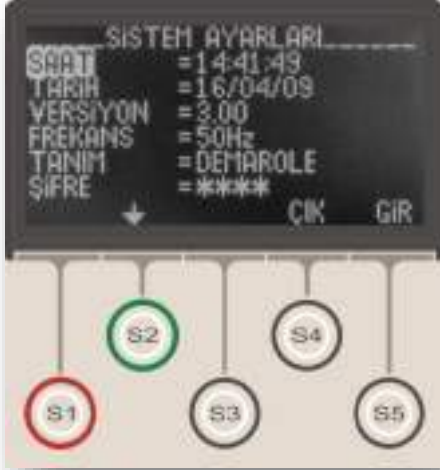 SİSTEM AYARLARI
SAAT =14:41:49
TARİH =16/04/09
VERSİYON =3.00
FREKANS =50Hz
TANIM =DEMAROLE
ŞİFRE =****
ÇIK GİR
S2 S4
S1 S3 S5